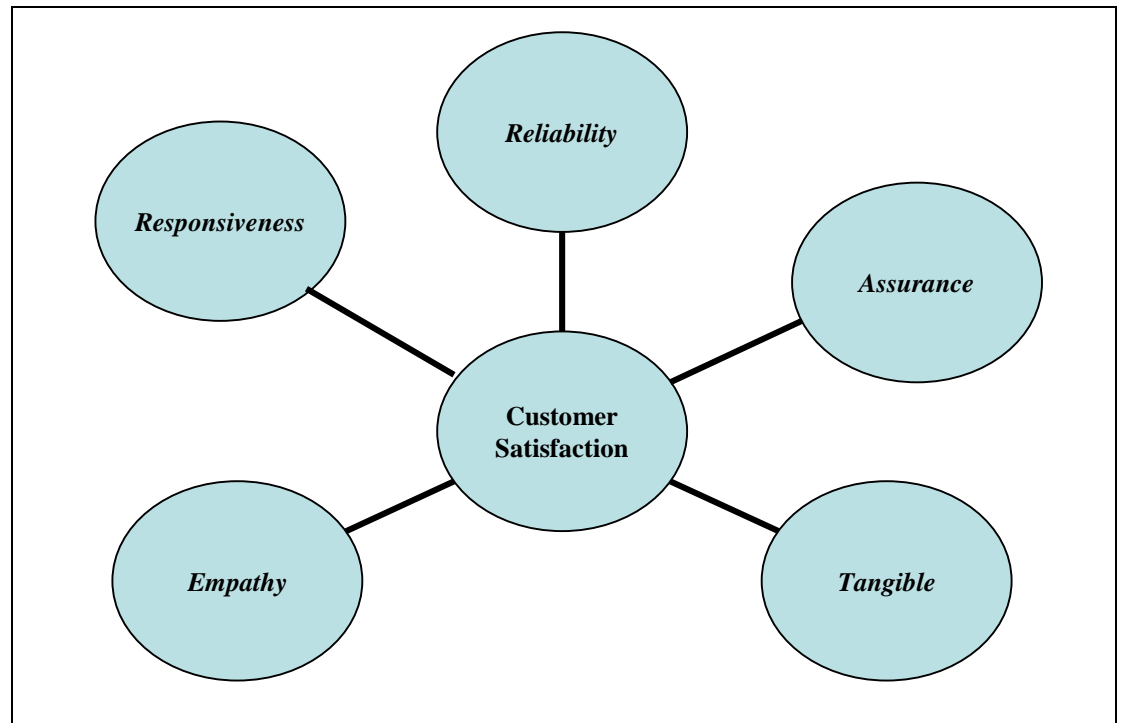 Reliability
Responsiveness
Assurance
Customer
Satisfaction
Empathy
Tangible